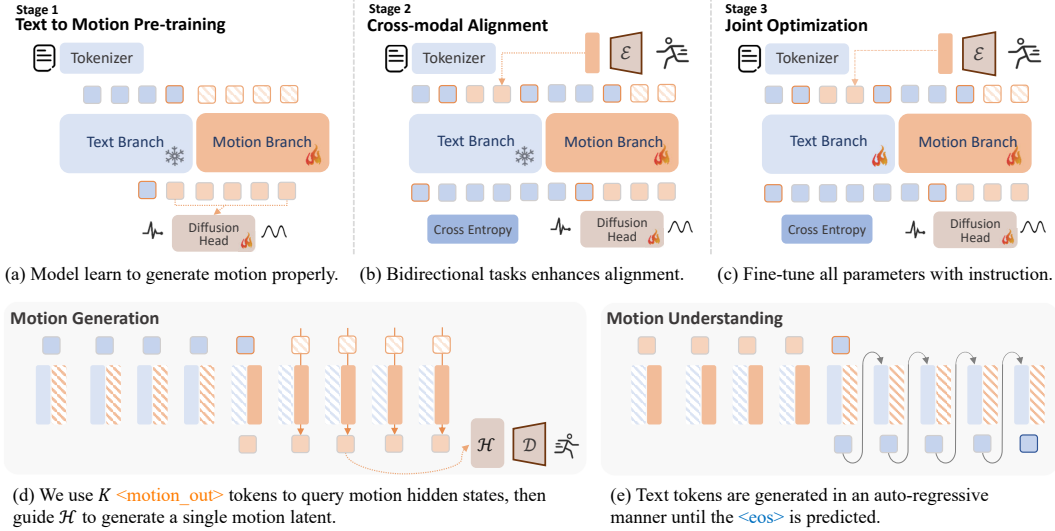 Stage 1
Text to Motion Pre-training
Tokenizer
Text Branch
Motion Branch
Diffusion
Head
(a) Model learn to generate motion properly.
Stage 2
Cross-modal Alignment
Tokenizer
ℰ
Text Branch
Motion Branch
Cross Entropy
Diffusion
Head
(b) Bidirectional tasks enhances alignment.
Stage 3
Joint Optimization
Tokenizer
ℰ
Text Branch
Motion Branch
Cross Entropy
Diffusion
Head
(c) Fine-tune all parameters with instruction.
Motion Generation
ℋ
𝒟
(d) We use K <motion_out> tokens to query motion hidden states, then
guide ℋ to generate a single motion latent.
Motion Understanding
(e) Text tokens are generated in an auto-regressive
manner until the <eos> is predicted.